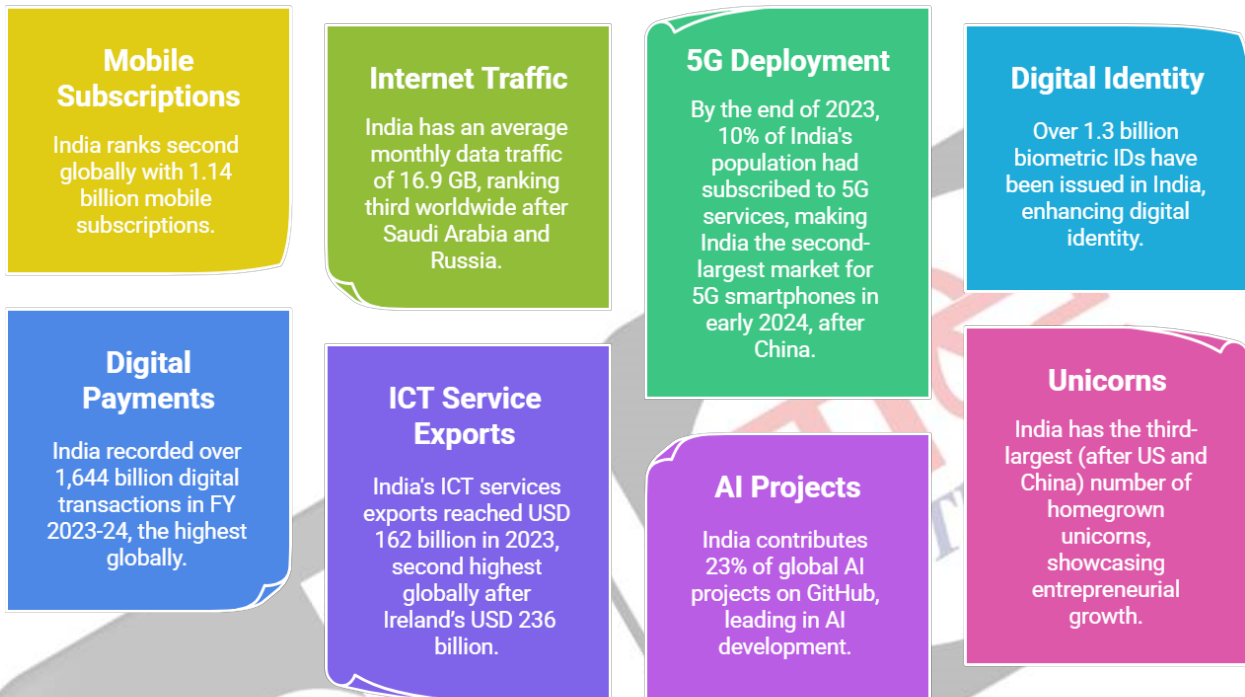 Mobile
Subscriptions
India ranks second
globally with 1.14
billion mobile
subscriptions.
Internet Traffic
India has an average
monthly data traffic
of 16.9 GB, ranking
third worldwide after
Saudi Arabia and
Russia.
5G Deployment
By the end of 2023,
10% of India's
population had
subscribed to 5G
services, making
India the second-
largest market for
5G smartphones in
early 2024, after
China.
Digital Identity
Over 1.3 billion
biometric IDs have
been issued in India,
enhancing digital
identity.
Digital
Payments
India recorded over
1,644 billion digital
transactions in FY
2023-24, the highest
globally.
ICT Service
Exports
India's ICT services
exports reached USD
162 billion in 2023,
second highest
globally after
Ireland’s USD 236
billion.
AI Projects
India contributes
23% of global AI
projects on GitHub,
leading in AI
development.
Unicorns
India has the third-
largest (after US and
China) number of
homegrown
unicorns,
showcasing
entrepreneurial
growth.